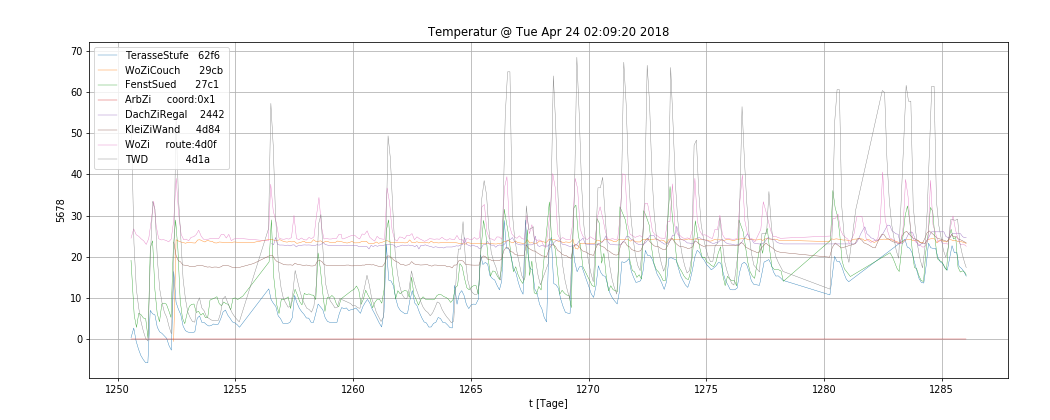 Temperatur @ Tue Apr 24 02:09:20 2018
70
60
50
40
30
20
10
0
5678
TerasseStufe 62f6
WoZiCouch 29cb
FenstSued 27c1
ArbZi coord:0x1
DachZiRegal 2442
KleiZiWand 4d84
WoZi route:4d0f
TWD 4d1a
1250 1255 1260 1265 1270 1275 1280 1285
t [Tage]